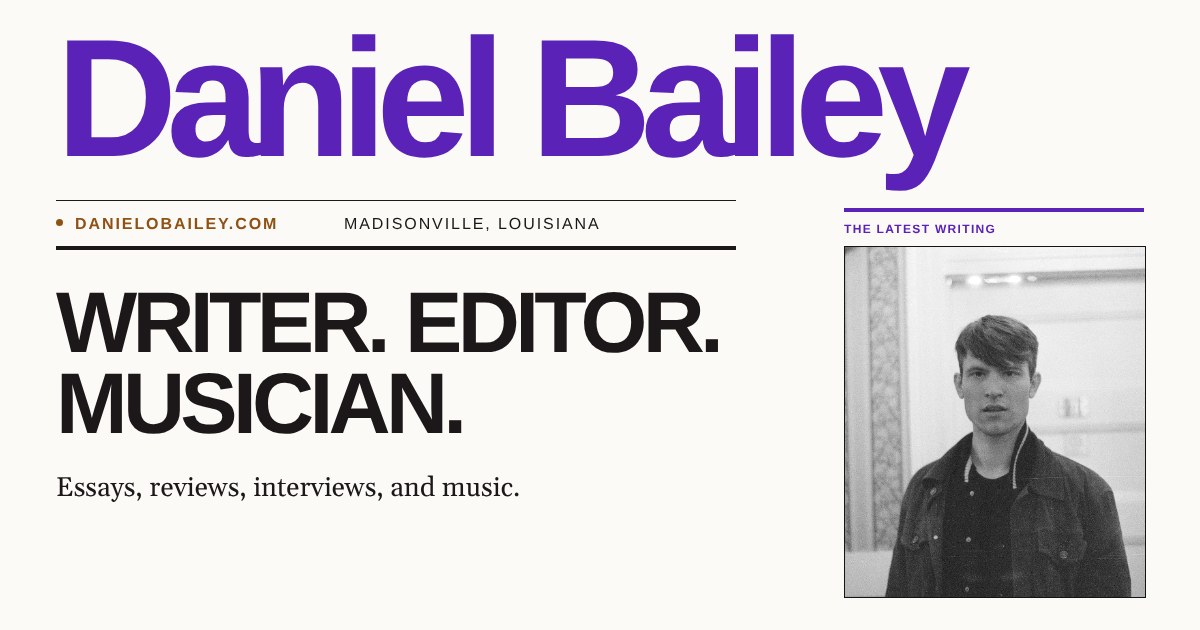 Daniel Bailey
DANIELOBAILEY.COM
MADISONVILLE, LOUISIANA
THE LATEST WRITING
WRITER. EDITOR.
MUSICIAN.
Essays, reviews, interviews, and music.